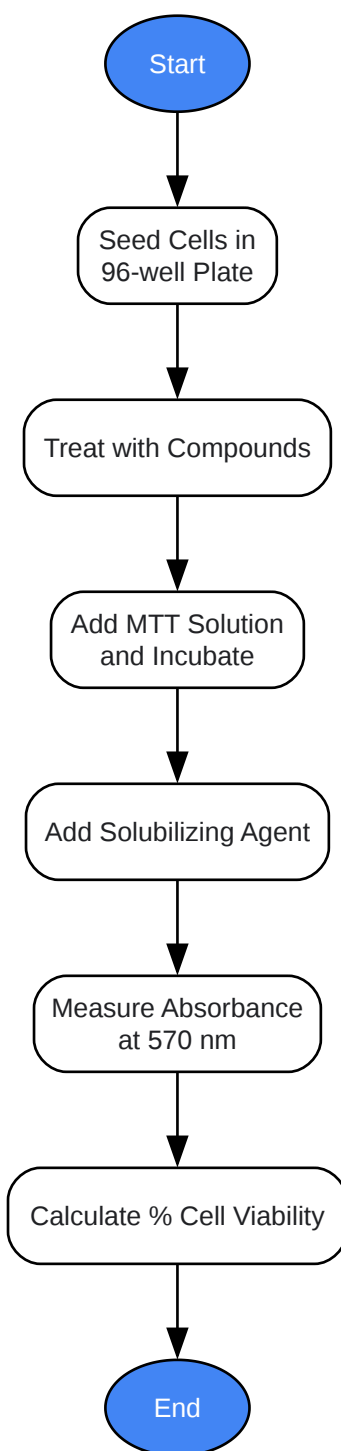 Start
Seed Cells in
96-well Plate
Treat with Compounds
Add MTT Solution
and Incubate
Add Solubilizing Agent
Measure Absorbance
at 570 nm
Calculate % Cell Viability
End